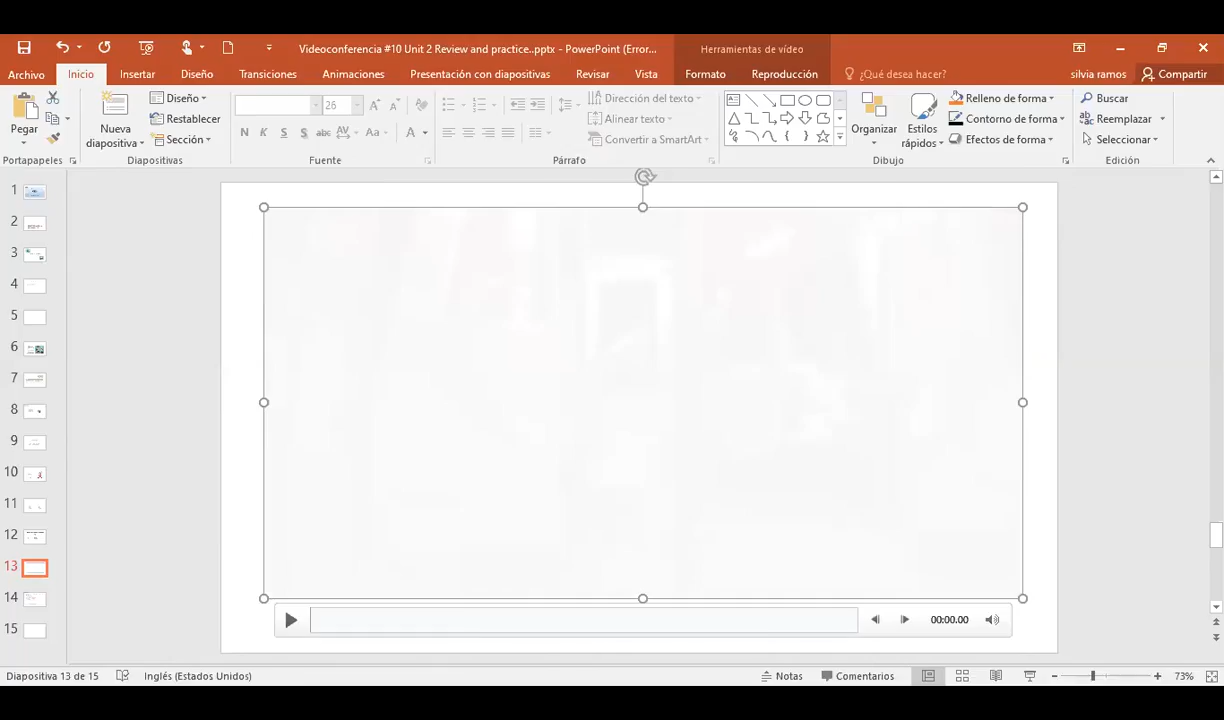 Videoconferencia #10 Unit 2 Review and practice..pptx - PowerPoint (Error...
Herramientas de vídeo
Archivo
Inicio
Insertar
Diseño
Transiciones
Animaciones
Presentación con diapositivas
Revisar
Vista
Formato
Reproducción
¿Qué desea hacer?
silvia ramos
Compartir
Pegar
Nueva
diapositiva
Diseño
Restablecer
Sección
26
N K S S abc AV Aa A
Dirección del texto
Alinear texto
Convertir a SmartArt
Organizar
Estilos
rápidos
Relleno de forma
Contorno de forma
Efectos de forma
Buscar
Reemplazar
Seleccionar
Portapapeles
Diapositivas
Fuente
Párrafo
Dibujo
Edición
1
2
3
4
5
6
7
8
9
10
11
12
13
14
15
00:00.00
Diapositiva 13 de 15
Inglés (Estados Unidos)
Notas
Comentarios
73%